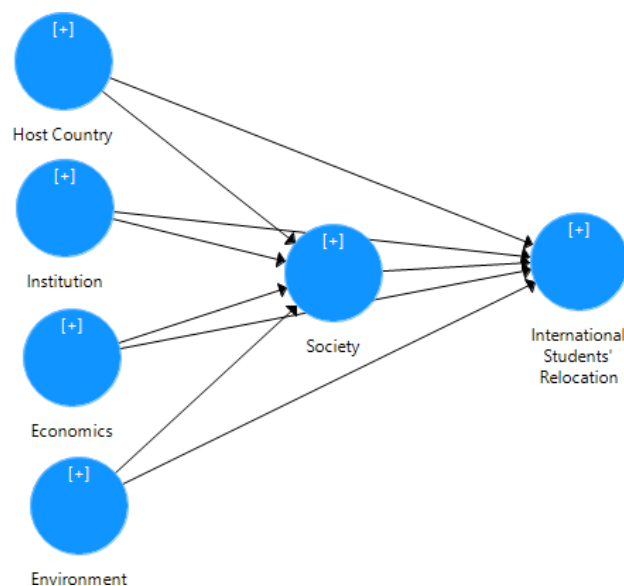 [+]
Host Country
[+]
Institution
[+]
Society
[+]
International
Students'
Relocation
[+]
Economics
[+]
Environment